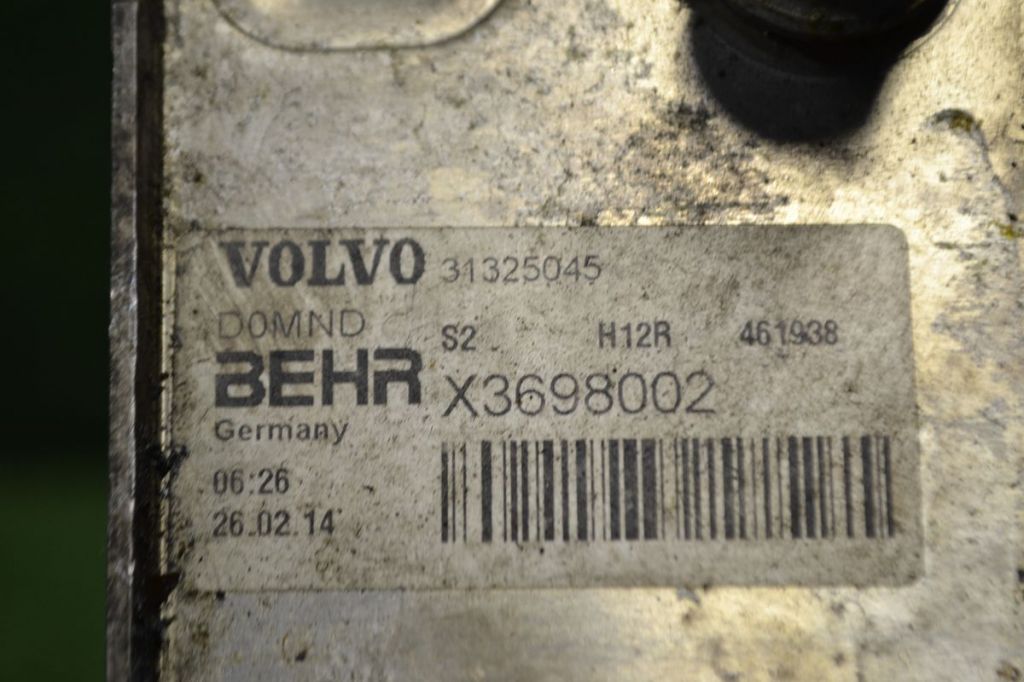 VOLVO 31325045
D0MND S2 H12R 461938
BEHR X3698002
Germany
06:26
26.02.14